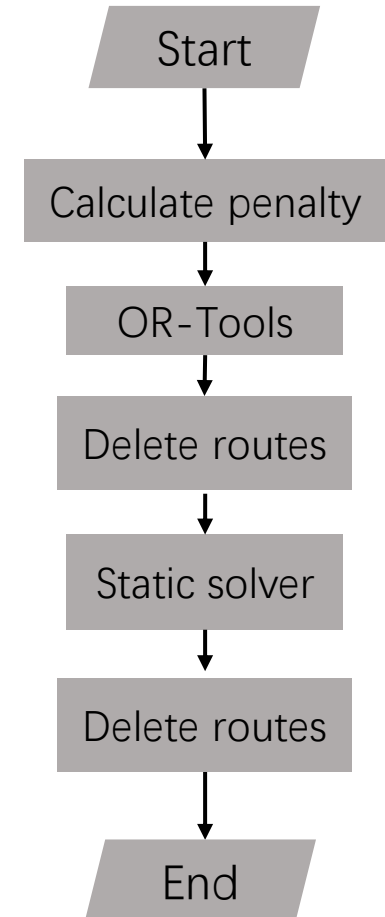 Start
Calculate penalty
OR-Tools
Delete routes
Static solver
Delete routes
End